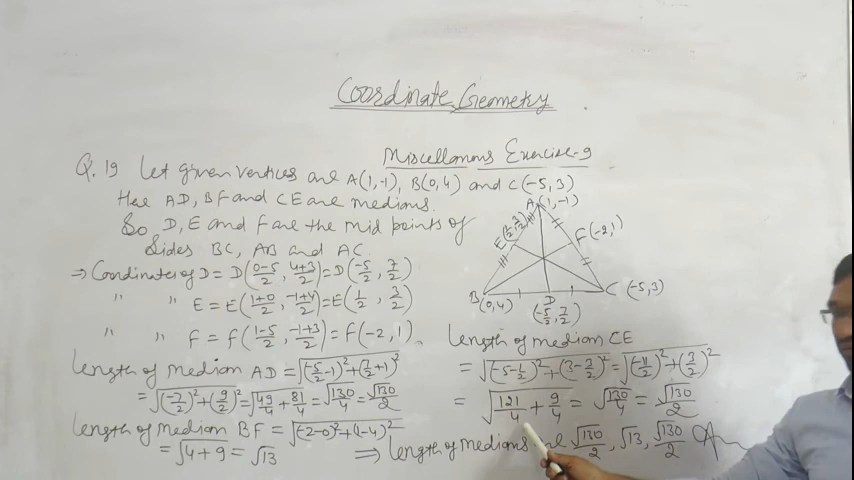 Coordinate Geometry
Miscellanous Exercise-9
Q. 19 Let given vertices are A(1,-1), B(0,4) and C(-5,3)
Here AD, BF and CE are medians.
So D, E and F are the mid points of
Sides BC, AB and AC.
⇒ Coordinates of D = D(0-5/2, 4+3/2) = D(-5/2, 7/2)
" " E = E(1+0/2, -1+4/2) = E(1/2, 3/2)
" " F = F(1-5/2, -1+3/2) = F(-2, 1).
Length of median AD = √(-5/2-1)²+(7/2+1)²
= √(-7/2)²+(9/2)² = √49/4+81/4 = √130/4 = √130/2
Length of median BF = √(-2-0)²+(1-4)²
= √4+9 = √13
A(1,-1)
E(1/2, 3/2)
F(-2,1)
B(0,4)
D
(-5/2, 7/2)
C (-5,3)
Length of median CE
= √(-5-1/2)²+(3-3/2)² = √(-11/2)²+(3/2)²
= √121/4+9/4 = √130/4 = √130/2
⇒ Length of medians are √130/2, √13, √130/2